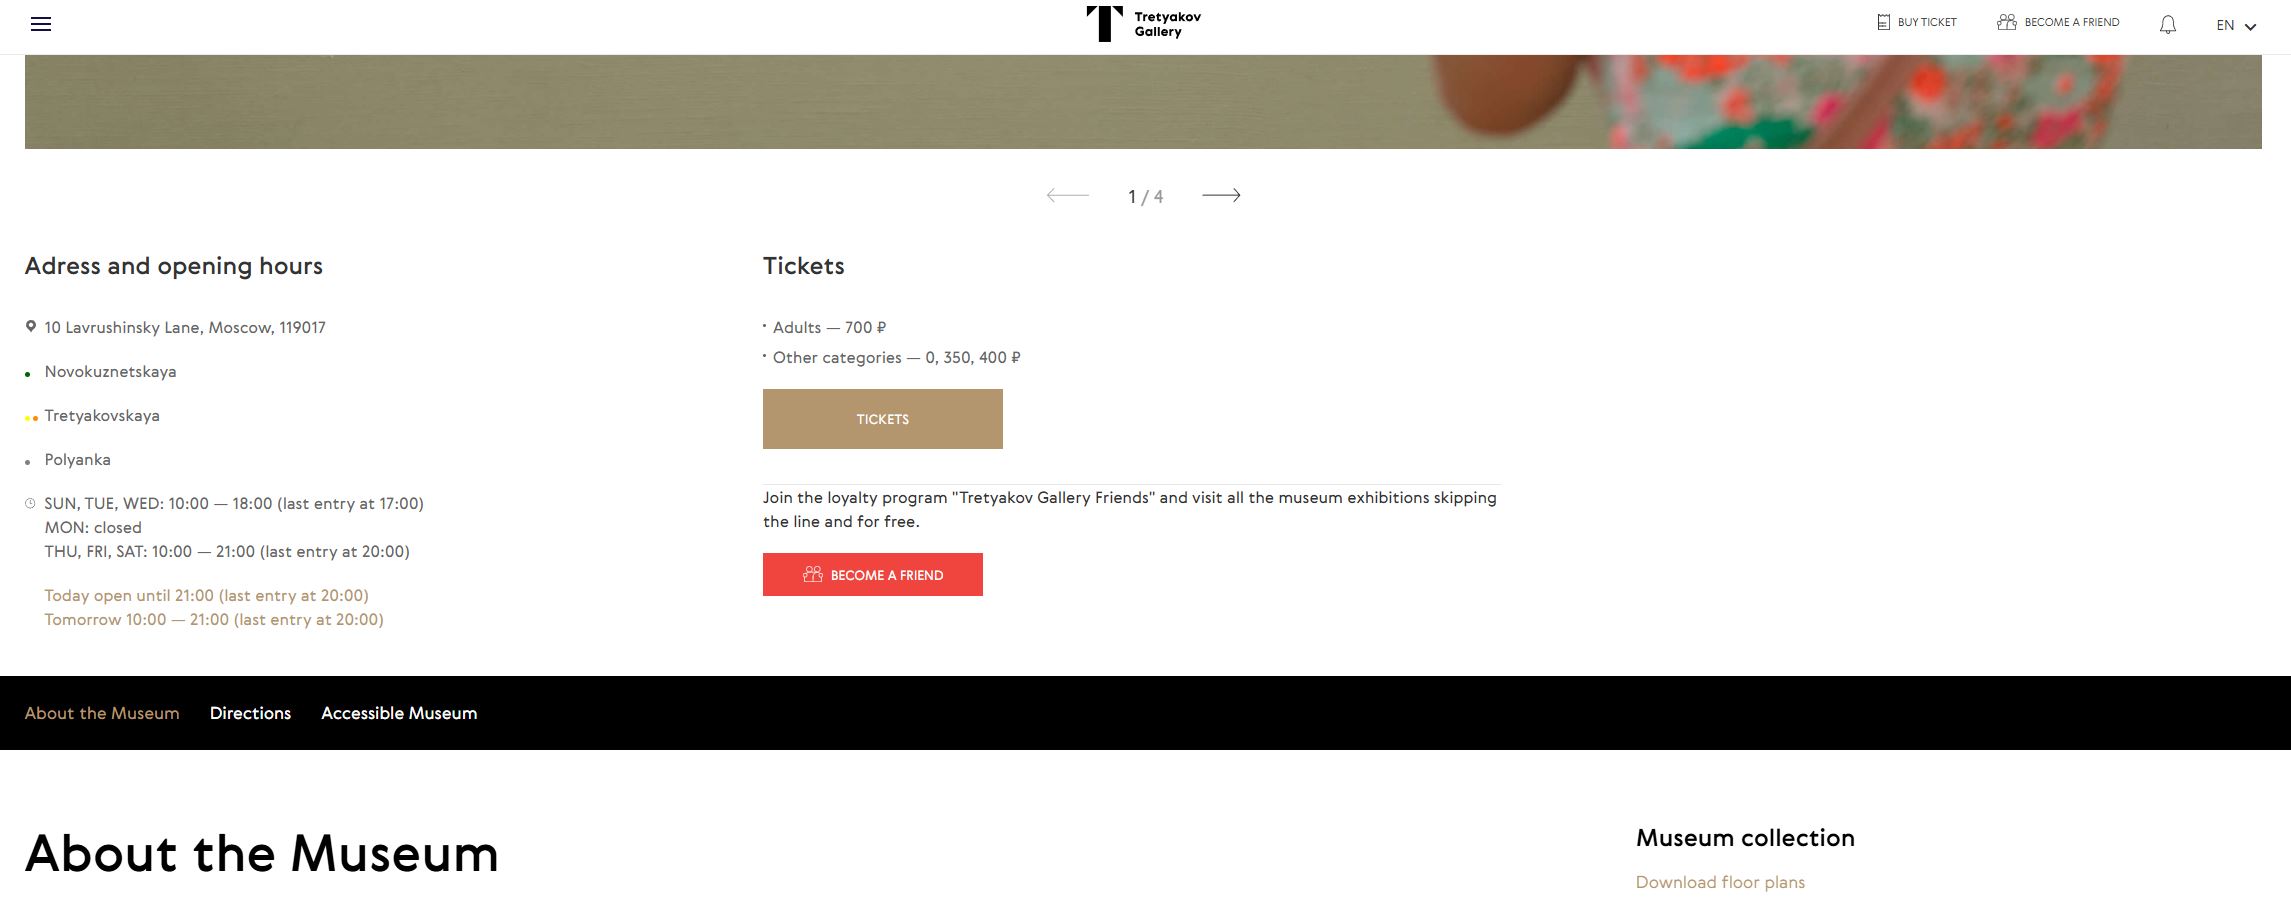 Tretyakov
Gallery
BUY TICKET
BECOME A FRIEND
EN
1 / 4
Adress and opening hours
10 Lavrushinsky Lane, Moscow, 119017
Novokuznetskaya
Tretyakovskaya
Polyanka
SUN, TUE, WED: 10:00 — 18:00 (last entry at 17:00)
MON: closed
THU, FRI, SAT: 10:00 — 21:00 (last entry at 20:00)
Today open until 21:00 (last entry at 20:00)
Tomorrow 10:00 — 21:00 (last entry at 20:00)
Tickets
• Adults — 700 ₽
• Other categories — 0, 350, 400 ₽
TICKETS
Join the loyalty program "Tretyakov Gallery Friends" and visit all the museum exhibitions skipping
the line and for free.
BECOME A FRIEND
About the Museum
Directions
Accessible Museum
About the Museum
Museum collection
Download floor plans